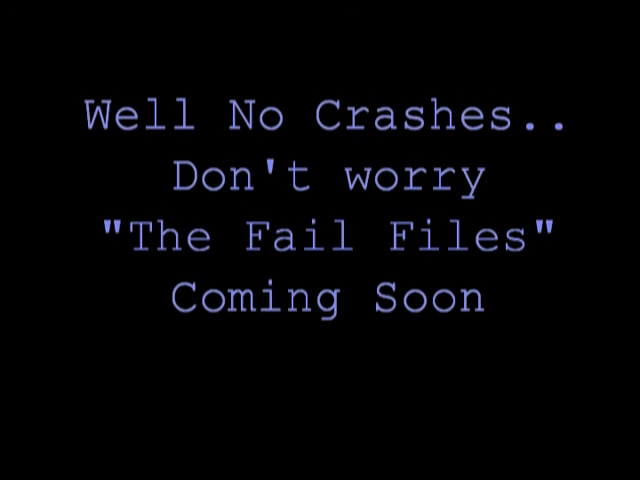 Well No Crashes..
Don't worry
"The Fail Files"
Coming Soon